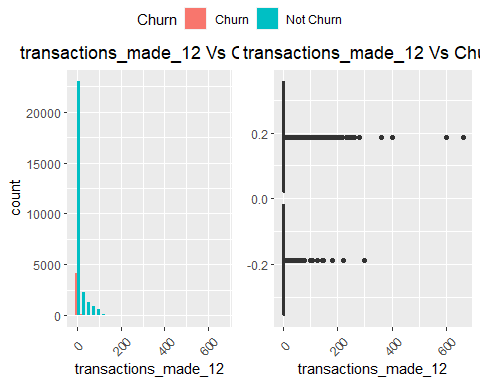 Churn Churn Not Churn
transactions_made_12 Vs C
transactions_made_12 Vs Chu
count
20000
15000
10000
5000
0
0 200 400 600
transactions_made_12
0.2
0.0
-0.2
0 200 400 600
transactions_made_12